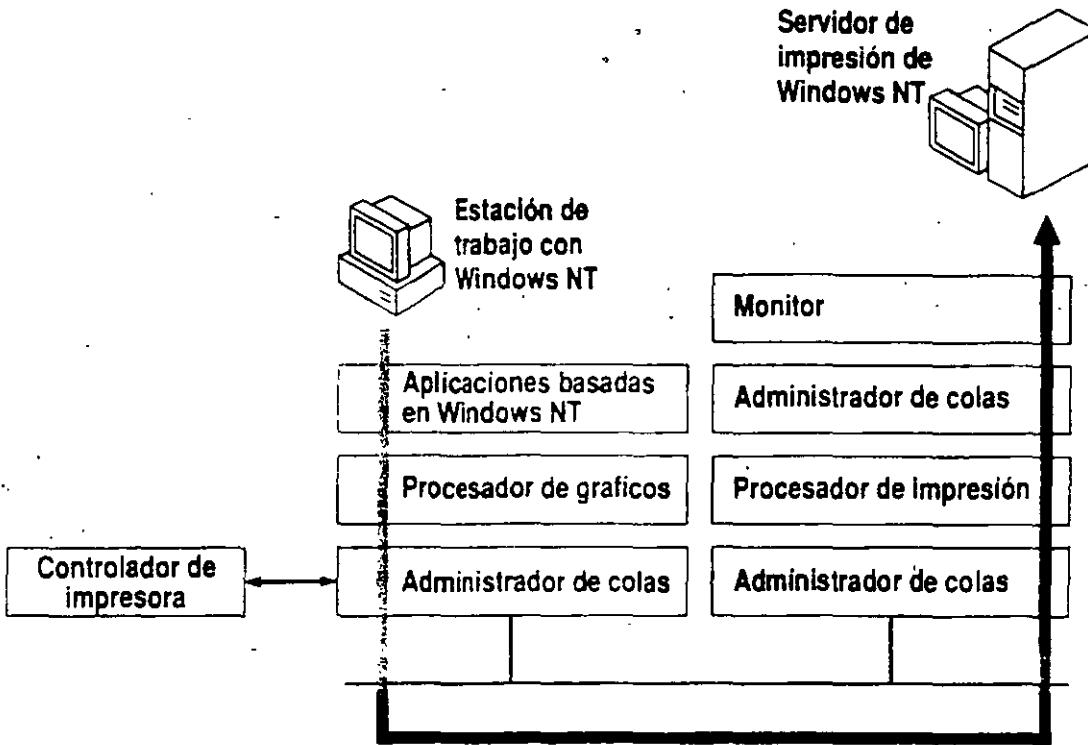 Servidor de
impresión de
Windows NT
Estación de
trabajo con
Windows NT
Monitor
Aplicaciones basadas
en Windows NT
Administrador de colas
Procesador de graficos
Procesador de Impresión
Controlador de
impresora
Administrador de colas
Administrador de colas